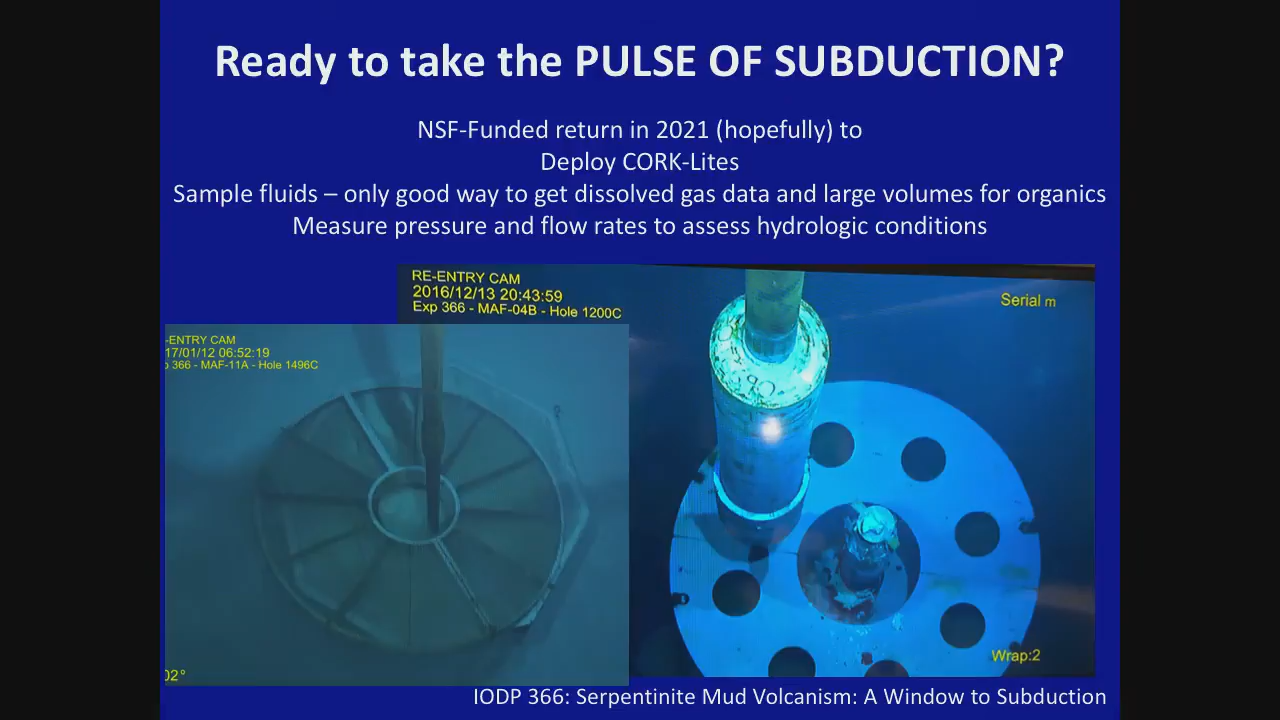 Ready to take the PULSE OF SUBDUCTION?
NSF-Funded return in 2021 (hopefully) to
Deploy CORK-Lites
Sample fluids – only good way to get dissolved gas data and large volumes for organics
Measure pressure and flow rates to assess hydrologic conditions
RE-ENTRY CAM
2016/12/13 20:43:59
Exp 366 - MAF-04B - Hole 1200C
Serial m
-ENTRY CAM
17/01/12 06:52:19
366 - MAF-11A - Hole 1496C
Wrap:2
02°
IODP 366: Serpentinite Mud Volcanism: A Window to Subduction